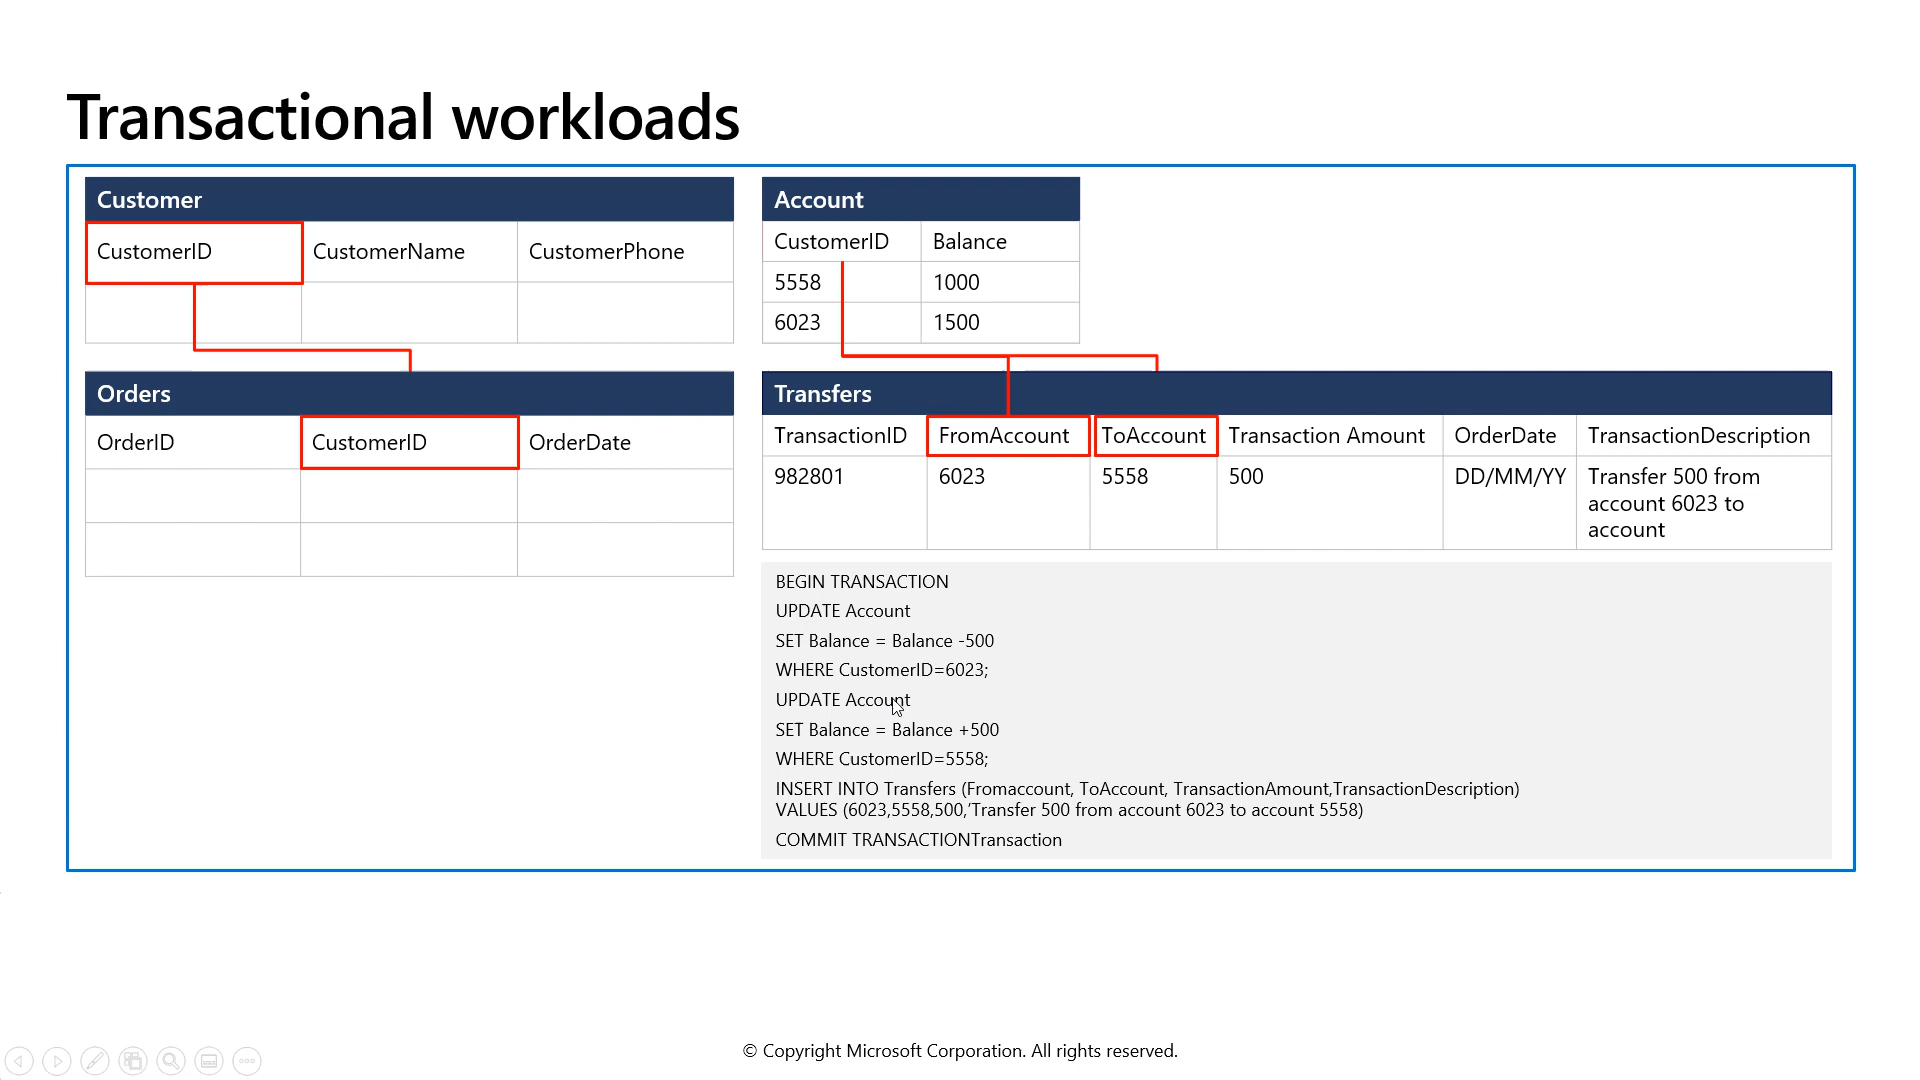 Transactional workloads
Customer
CustomerID CustomerName CustomerPhone
Orders
OrderID CustomerID OrderDate
Account
CustomerID Balance
5558 1000
6023 1500
Transfers
TransactionID FromAccount ToAccount Transaction Amount OrderDate TransactionDescription
982801 6023 5558 500 DD/MM/YY Transfer 500 from
account 6023 to
account
BEGIN TRANSACTION
UPDATE Account
SET Balance = Balance -500
WHERE CustomerID=6023;
UPDATE Account
SET Balance = Balance +500
WHERE CustomerID=5558;
INSERT INTO Transfers (Fromaccount, ToAccount, TransactionAmount,TransactionDescription)
VALUES (6023,5558,500,’Transfer 500 from account 6023 to account 5558)
COMMIT TRANSACTIONTransaction
© Copyright Microsoft Corporation. All rights reserved.